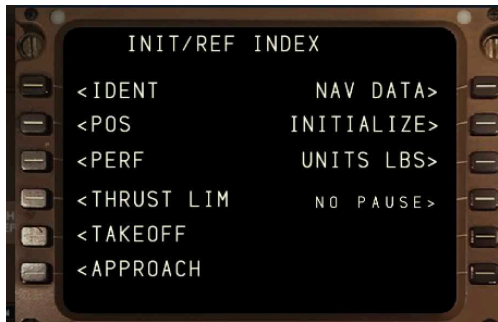 INIT/REF INDEX
<IDENT NAV DATA>
<POS INITIALIZE>
<PERF UNITS LBS>
<THRUST LIM NO PAUSE>
<TAKEOFF
<APPROACH